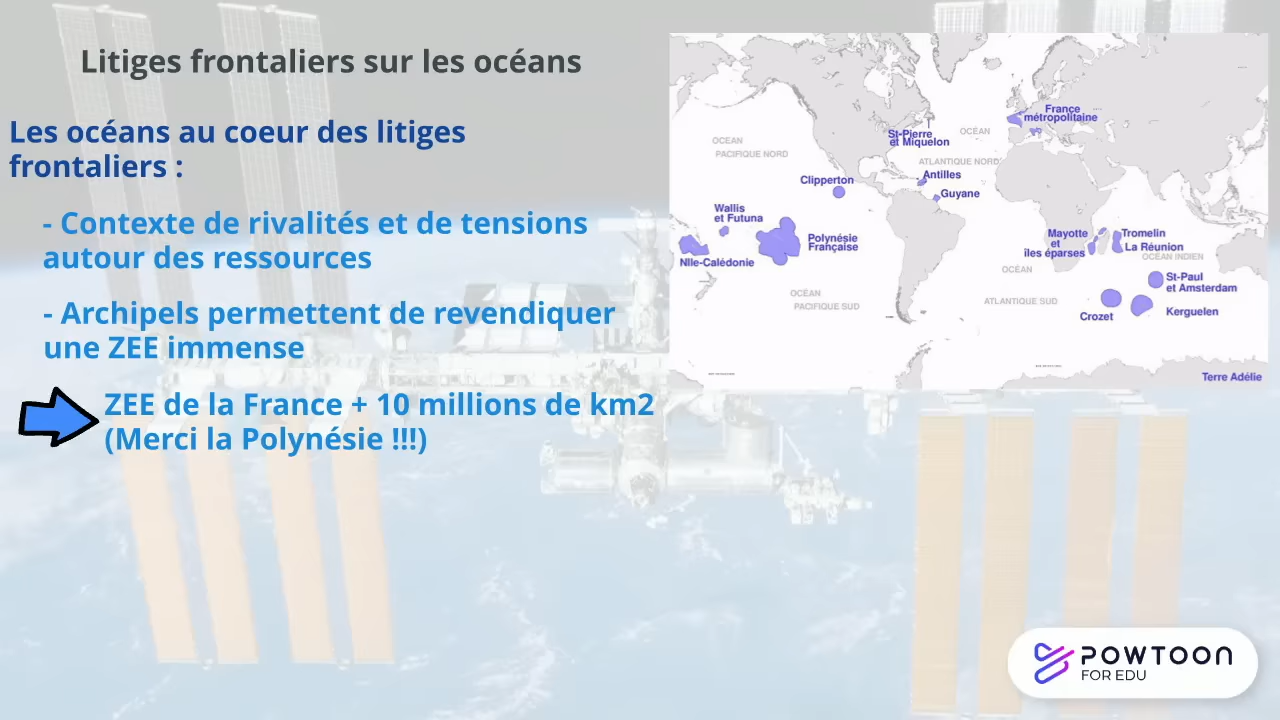 Litiges frontaliers sur les océans
Les océans au coeur des litiges
frontaliers :
- Contexte de rivalités et de tensions
autour des ressources
- Archipels permettent de revendiquer
une ZEE immense
ZEE de la France + 10 millions de km2
(Merci la Polynésie !!!)
France
métropolitaine
St-Pierre
et Miquelon
OCÉAN
OCÉAN
PACIFIQUE NORD
ATLANTIQUE NORD
Antilles
Clipperton
Guyane
Wallis
et Futuna
Polynésie
Française
Nlle-Calédonie
Mayotte
et
îles éparses
Tromelin
La Réunion
OCÉAN INDIEN
OCÉAN
St-Paul
et Amsterdam
OCÉAN
PACIFIQUE SUD
ATLANTIQUE SUD
Crozet
Kerguelen
Terre Adélie
POWTOON
FOR EDU